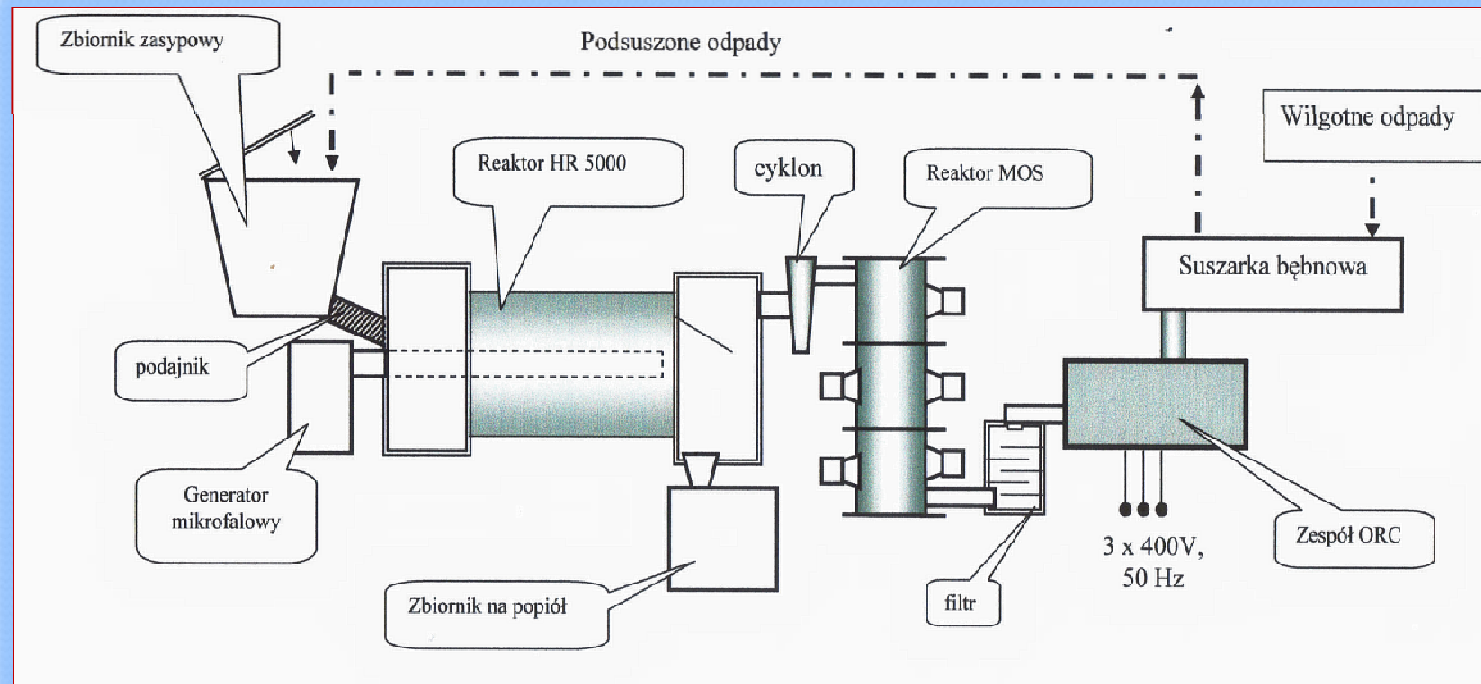 Zbiornik zasypowy
Podsuszone odpady
Wilgotne odpady
Reaktor HR 5000
cyklon
Reaktor MOS
Suszarka bębnowa
podajnik
Generator
mikrofalowy
Zbiornik na popiół
filtr
3 x 400V,
50 Hz
Zespół ORC